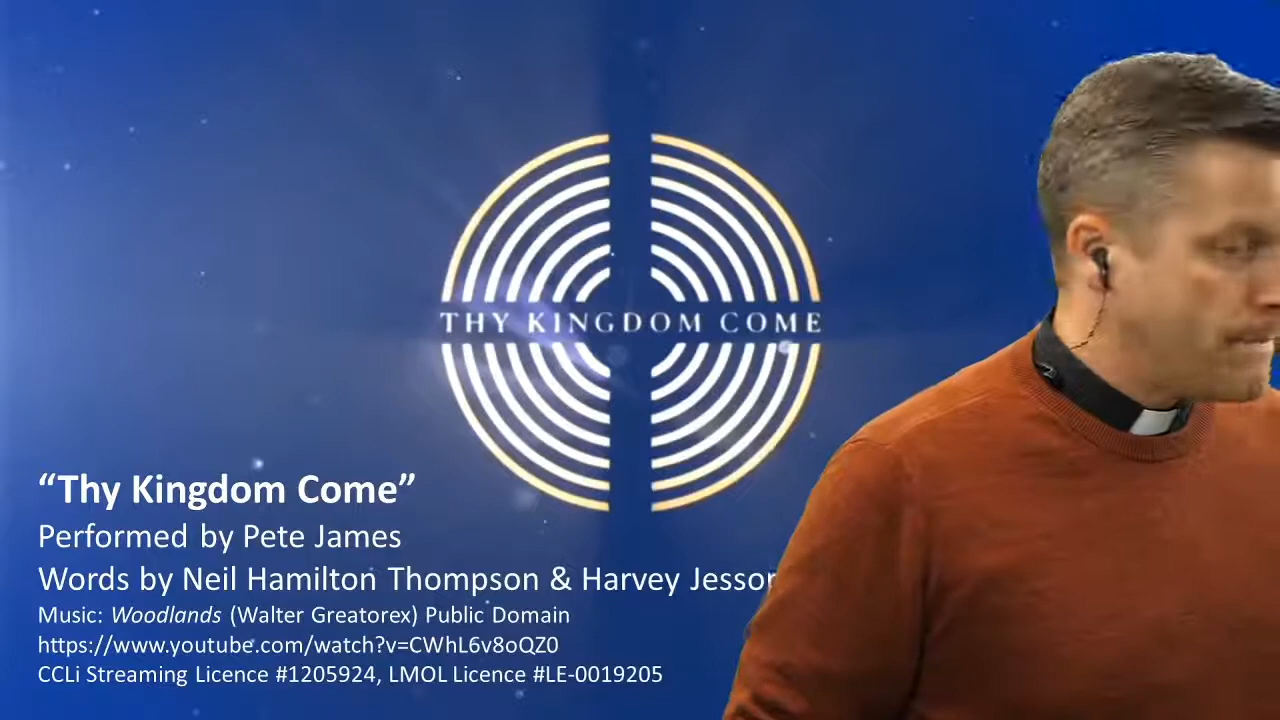 THY KINGDOM COME
“Thy Kingdom Come”
Performed by Pete James
Words by Neil Hamilton Thompson & Harvey Jessop
Music: Woodlands (Walter Greatorex) Public Domain
https://www.youtube.com/watch?v=CWhL6v8oQZ0
CCLi Streaming Licence #1205924, LMOL Licence #LE-0019205